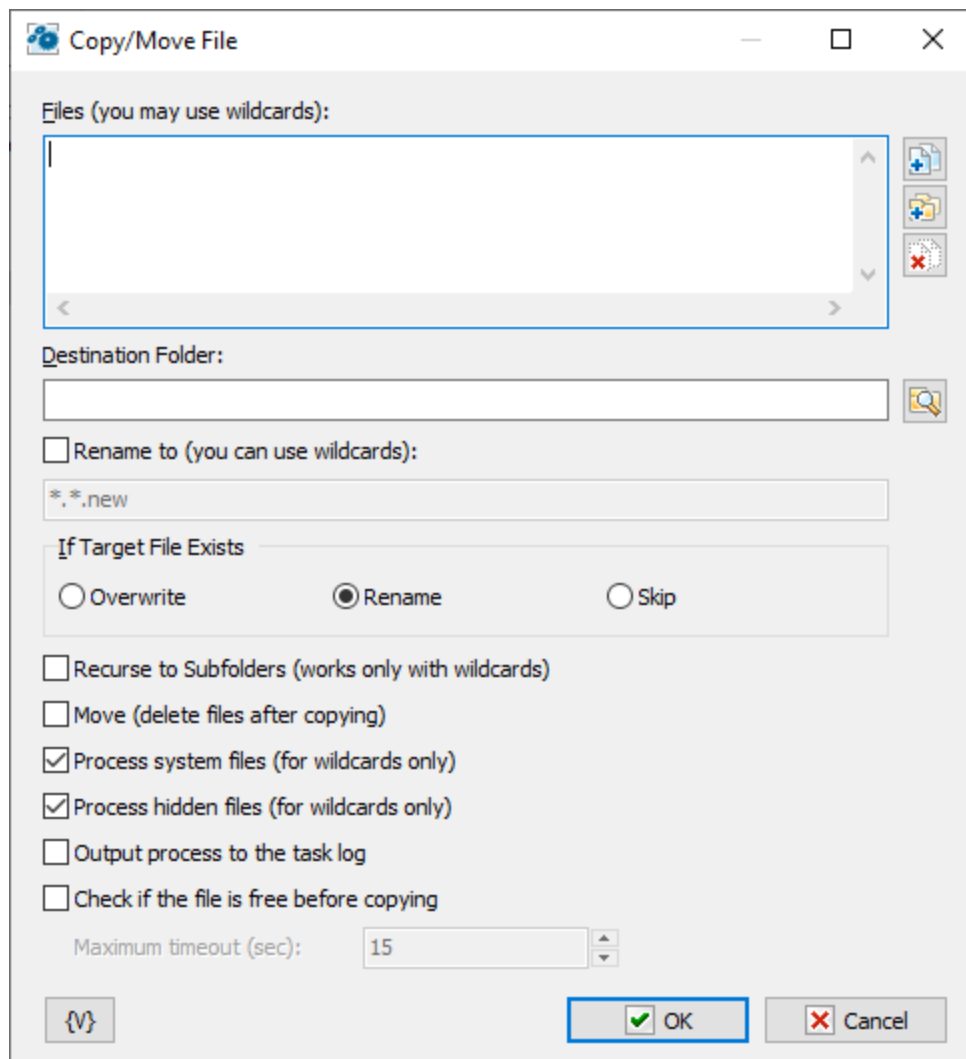 Copy/Move File
Files (you may use wildcards):
Destination Folder:
Rename to (you can use wildcards):
*.*.new
If Target File Exists
Overwrite Rename Skip
Recurse to Subfolders (works only with wildcards)
Move (delete files after copying)
Process system files (for wildcards only)
Process hidden files (for wildcards only)
Output process to the task log
Check if the file is free before copying
Maximum timeout (sec): 15
{V} OK Cancel